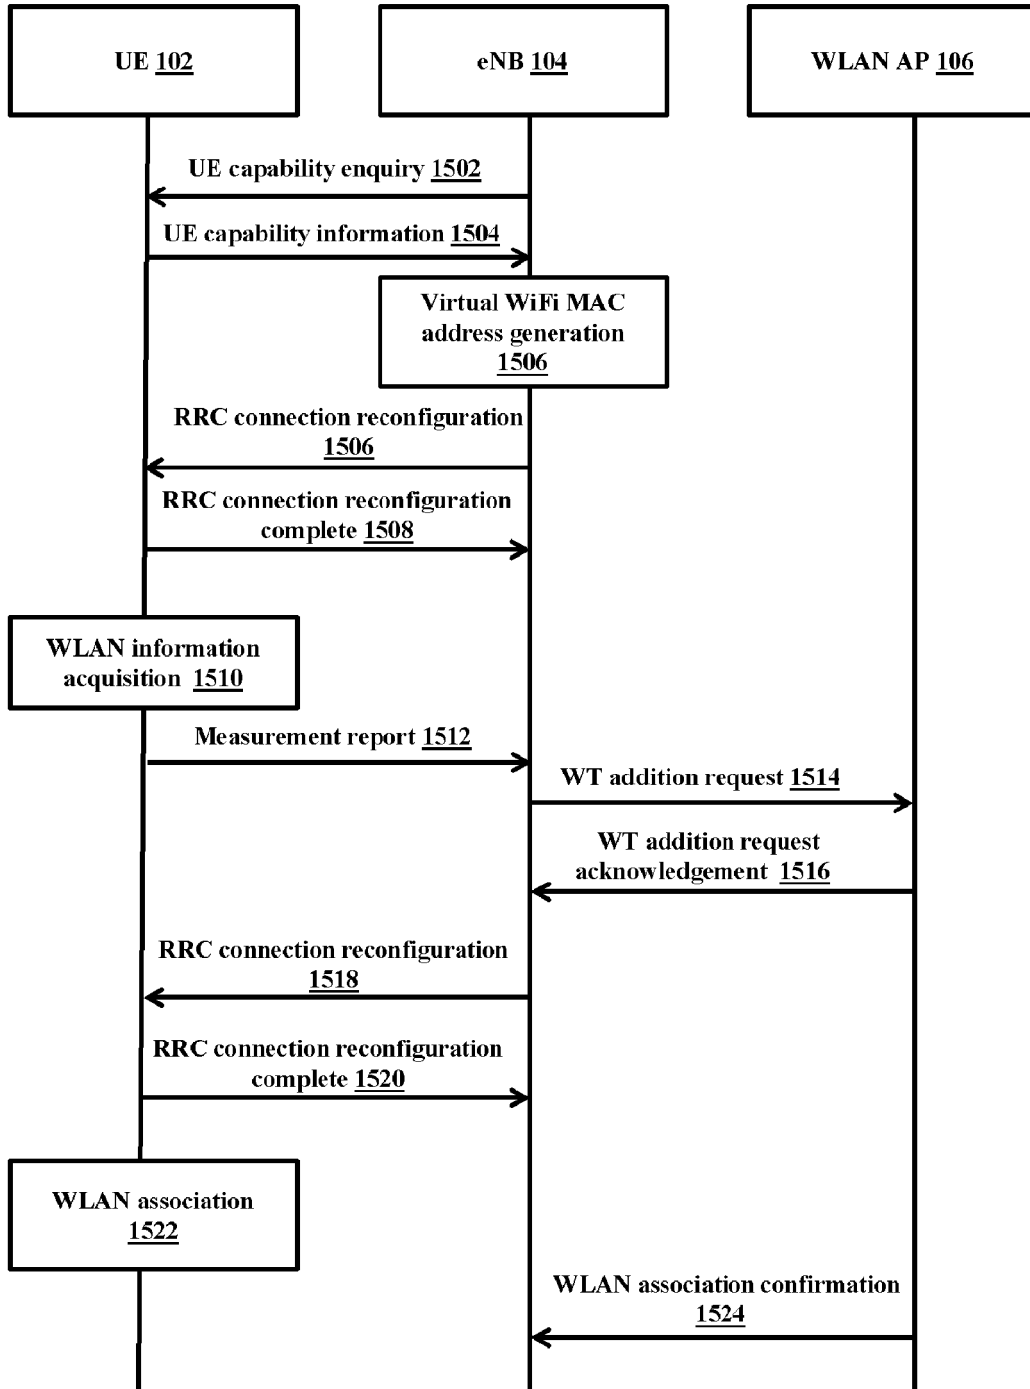 UE 102
eNB 104
WLAN AP 106
UE capability enquiry 1502
UE capability information 1504
Virtual WiFi MAC
address generation
1506
RRC connection reconfiguration
1506
RRC connection reconfiguration
complete 1508
WLAN information
acquisition 1510
Measurement report 1512
WT addition request 1514
WT addition request
acknowledgement 1516
RRC connection reconfiguration
1518
RRC connection reconfiguration
complete 1520
WLAN association
1522
WLAN association confirmation
1524